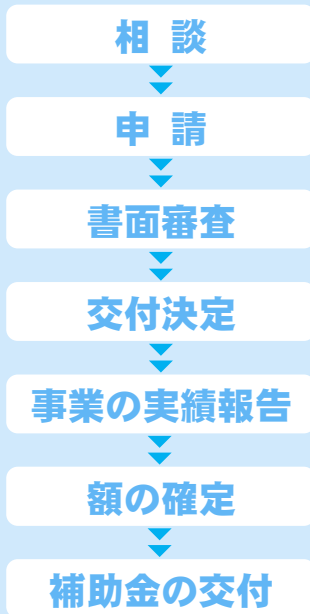 相 談
申 請
書面審査
交付決定
事業の実績報告
額の確定
補助金の交付